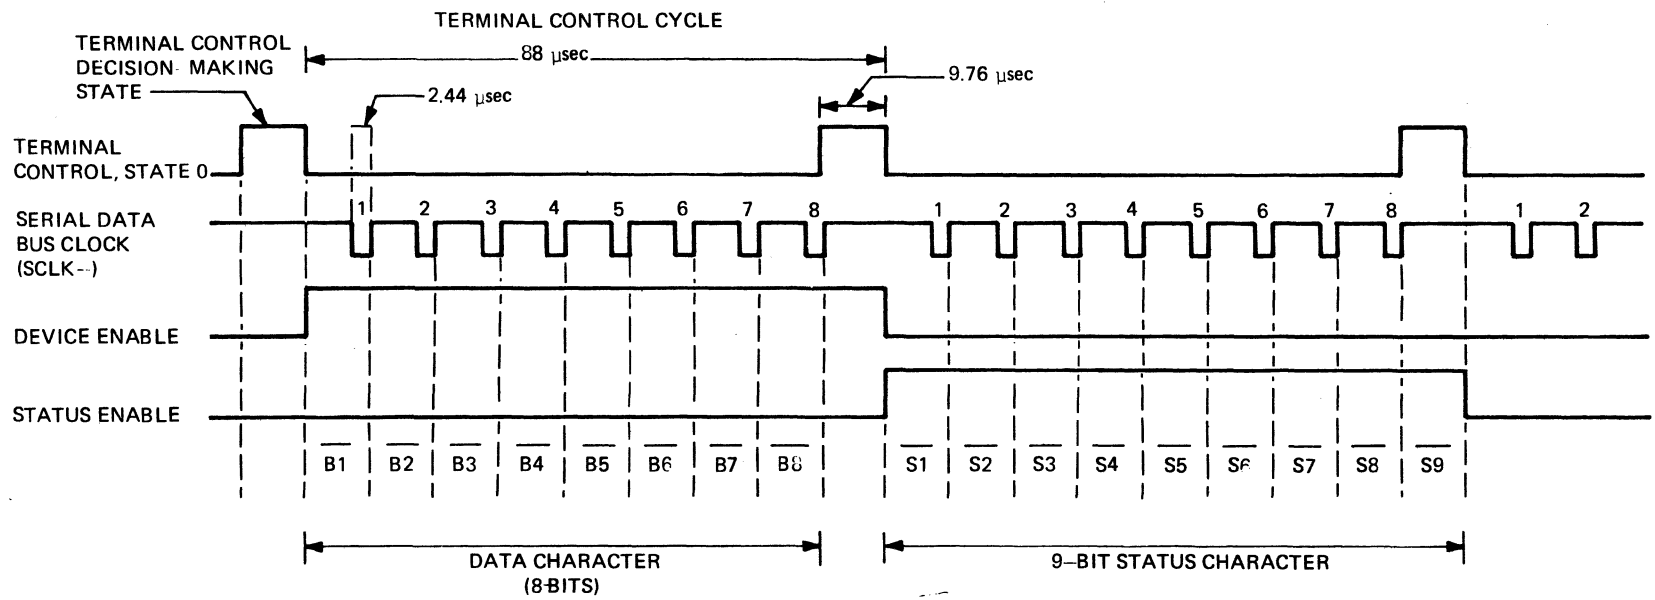 TERMINAL CONTROL CYCLE
TERMINAL CONTROL
DECISION- MAKING
STATE
88 μsec
9.76 μsec
2.44 μsec
TERMINAL
CONTROL, STATE 0
SERIAL DATA
BUS CLOCK
(SCLK--)
1 2 3 4 5 6 7 8 1 2 3 4 5 6 7 8 1 2
DEVICE ENABLE
STATUS ENABLE
B1 B2 B3 B4 B5 B6 B7 B8 S1 S2 S3 S4 S5 S6 S7 S8 S9
DATA CHARACTER
(8-BITS)
9–BIT STATUS CHARACTER